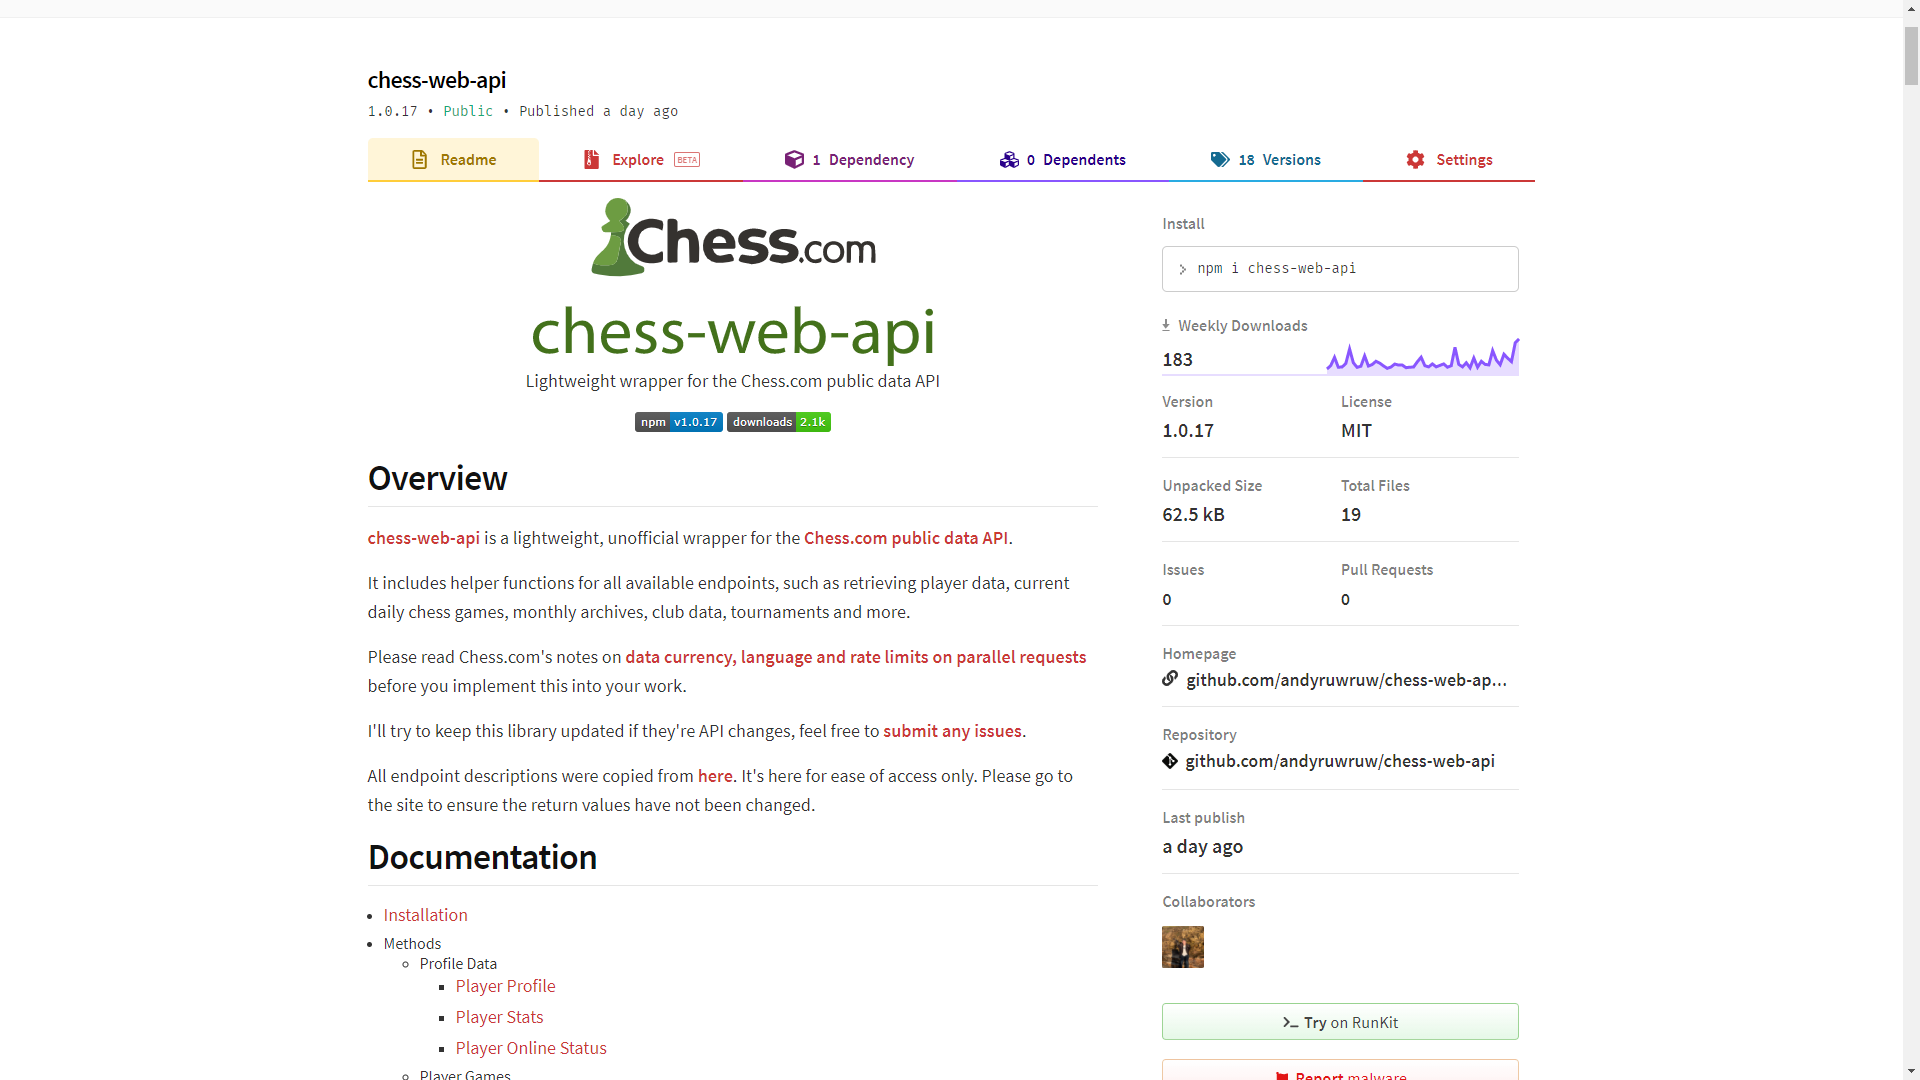 chess-web-api
1.0.17 • Public • Published a day ago
Readme
Explore BETA
1 Dependency
0 Dependents
18 Versions
Settings
Chess.com
chess-web-api
Lightweight wrapper for the Chess.com public data API
npm v1.0.17 downloads 2.1k
Overview
chess-web-api is a lightweight, unofficial wrapper for the Chess.com public data API.
It includes helper functions for all available endpoints, such as retrieving player data, current
daily chess games, monthly archives, club data, tournaments and more.
Please read Chess.com's notes on data currency, language and rate limits on parallel requests
before you implement this into your work.
I'll try to keep this library updated if they're API changes, feel free to submit any issues.
All endpoint descriptions were copied from here. It's here for ease of access only. Please go to
the site to ensure the return values have not been changed.
Documentation
• Installation
• Methods
Profile Data
Player Profile
Player Stats
Player Online Status
Player Games
Install
npm i chess-web-api
Weekly Downloads
183
Version
1.0.17
License
MIT
Unpacked Size
62.5 kB
Total Files
19
Issues
0
Pull Requests
0
Homepage
github.com/andyruwruw/chess-web-ap...
Repository
github.com/andyruwruw/chess-web-api
Last publish
a day ago
Collaborators
Try on RunKit
Report malware